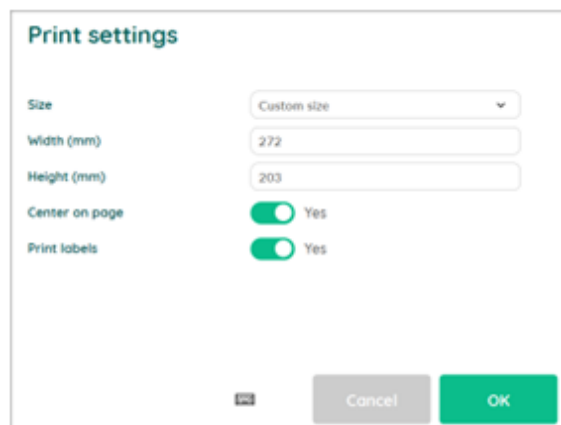 Print settings
Size Custom size
Width (mm) 272
Height (mm) 203
Center on page Yes
Print labels Yes
Cancel OK